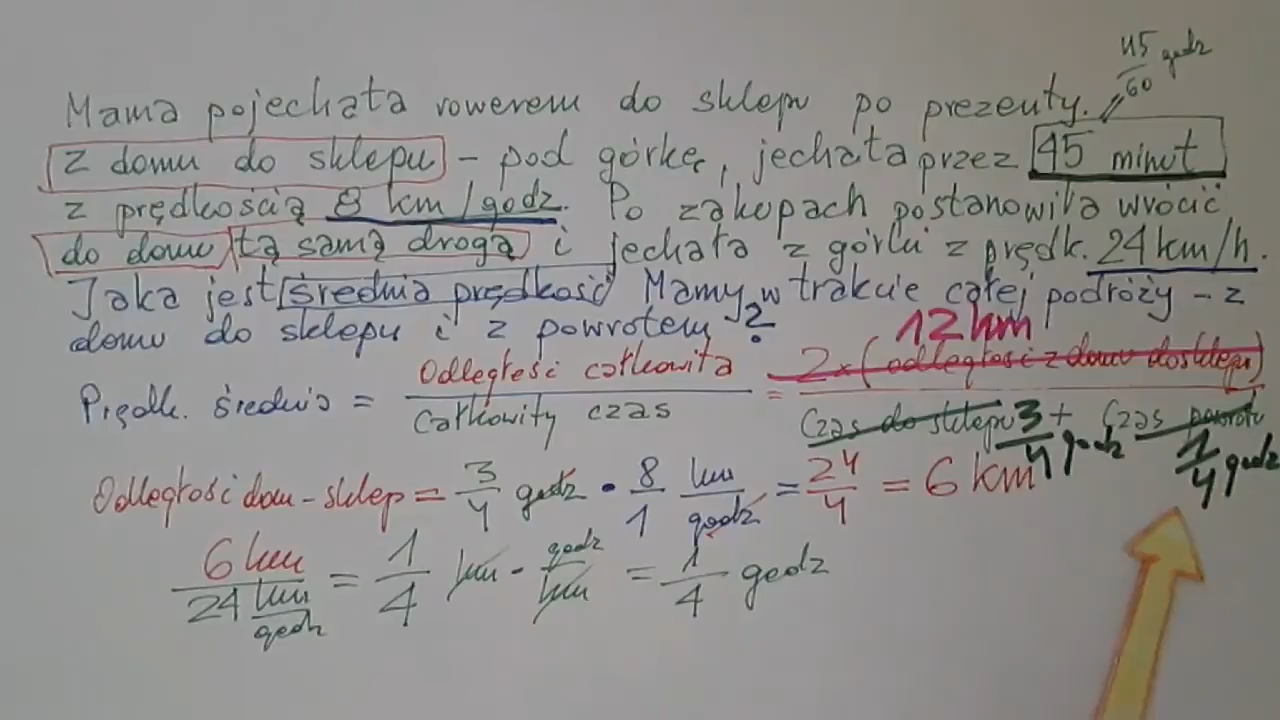 45/60 godz
Mama pojechała rowerem do sklepu po prezenty.
z domu do sklepu - pod górkę, jechała przez 45 minut
z prędkością 8 km/godz. Po zakupach postanowiła wrócić
do domu tą samą drogą i jechała z górki z prędk. 24 km/h.
Jaka jest średnia prędkość Mamy w trakcie całej podróży - z
domu do sklepu i z powrotem?
12 km
Prędk. średnia = Odległość całkowita / Całkowity czas = 2 × (odległość z domu do sklepu) / Czas do sklepu + Czas powrotu
3/4 godz 1/4 godz
Odległość dom - sklep = 3/4 godz • 8/1 km/godz = 24/4 = 6 km
6 km / 24 km/godz = 1/4 km · godz/km = 1/4 godz